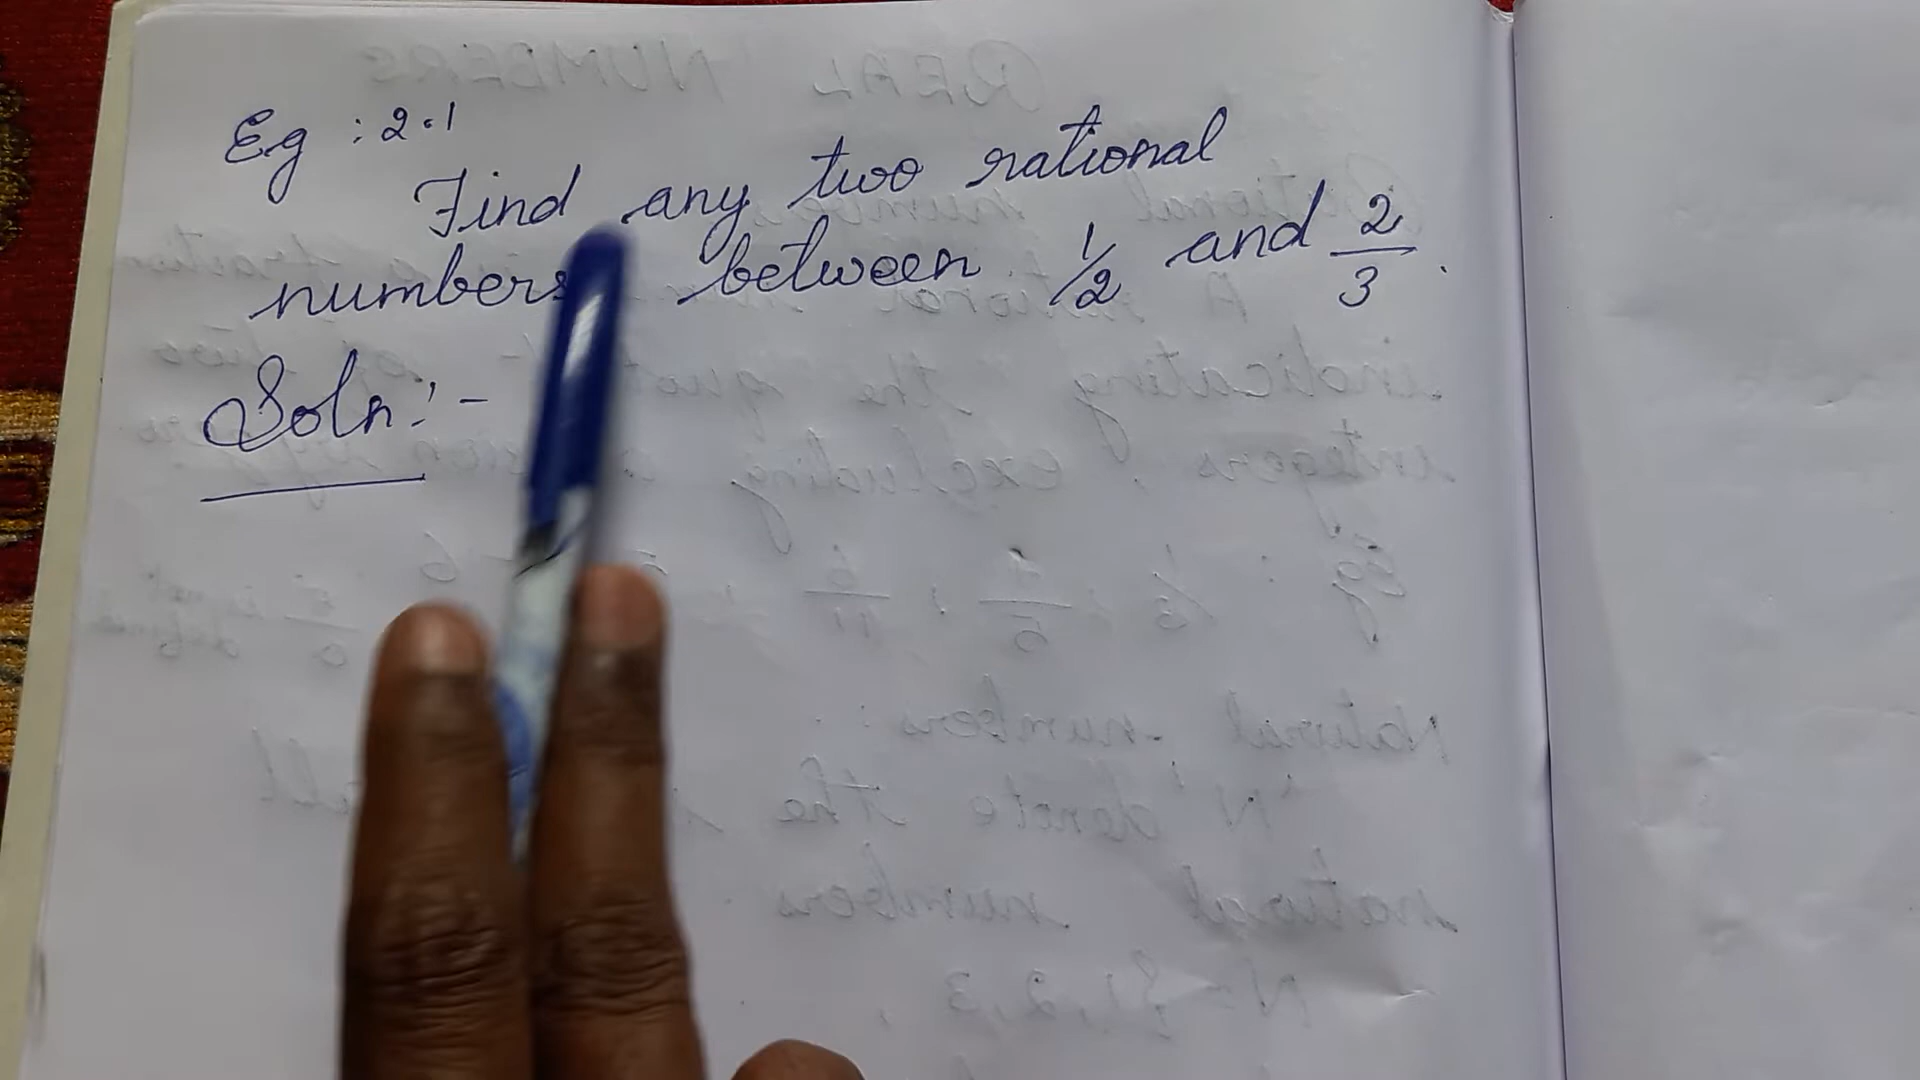 Eg : 2.1
Find any two rational
numbers between 1/2 and 2/3.
Soln :-